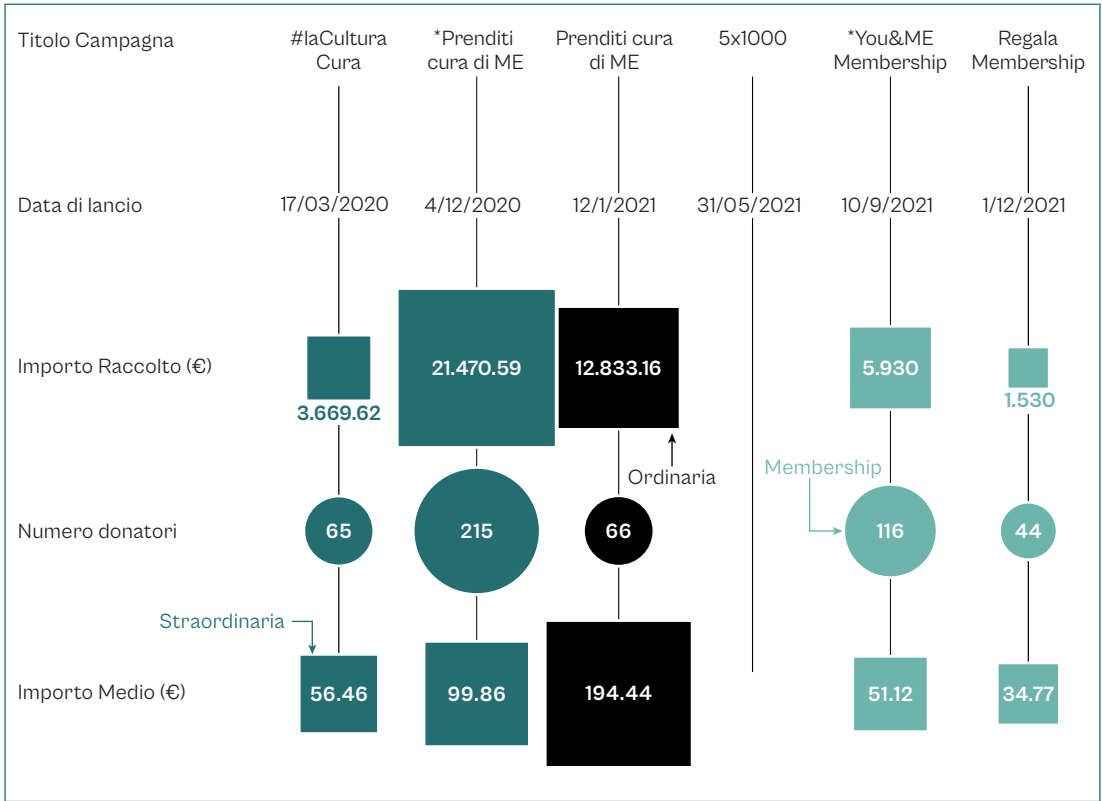 Titolo Campagna
#laCultura
Cura
*Prenditi
cura di ME
Prenditi cura
di ME
5x1000
*You&ME
Membership
Regala
Membership
Data di lancio
17/03/2020
4/12/2020
12/1/2021
31/05/2021
10/9/2021
1/12/2021
Importo Raccolto (€)
3.669.62
21.470.59
12.833.16
5.930
1.530
Ordinaria
Membership
Numero donatori
65
215
66
116
44
Straordinaria
Importo Medio (€)
56.46
99.86
194.44
51.12
34.77